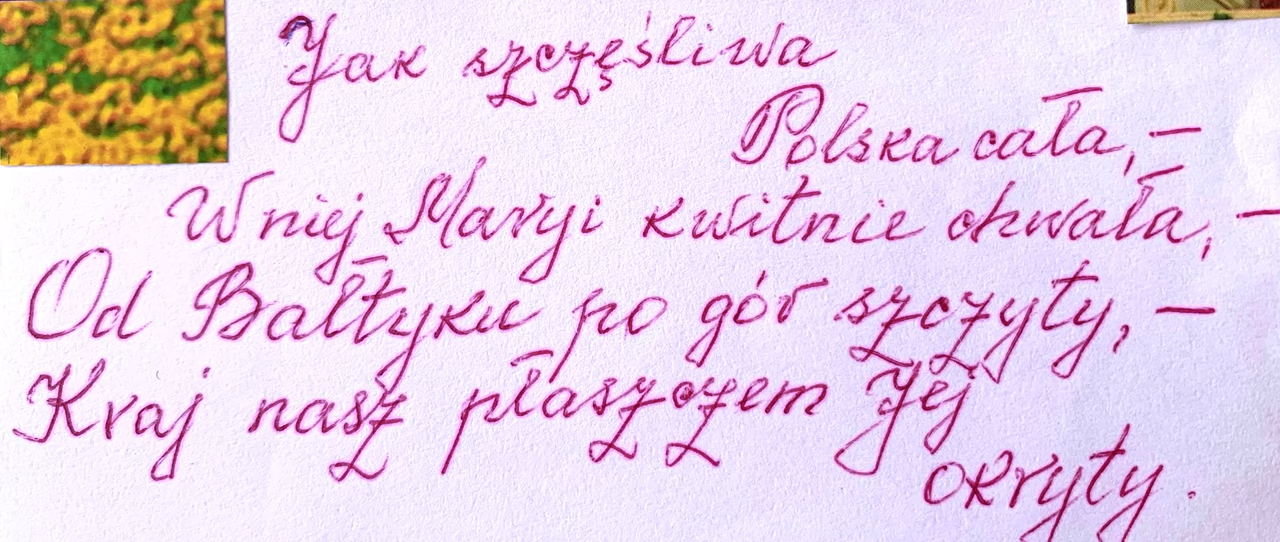 Jak szczęśliwa
Polska cała, –
W niej Maryi kwitnie chwała, –
Od Bałtyku po gór szczyty, –
Kraj nasz płaszczem Jej
okryty.